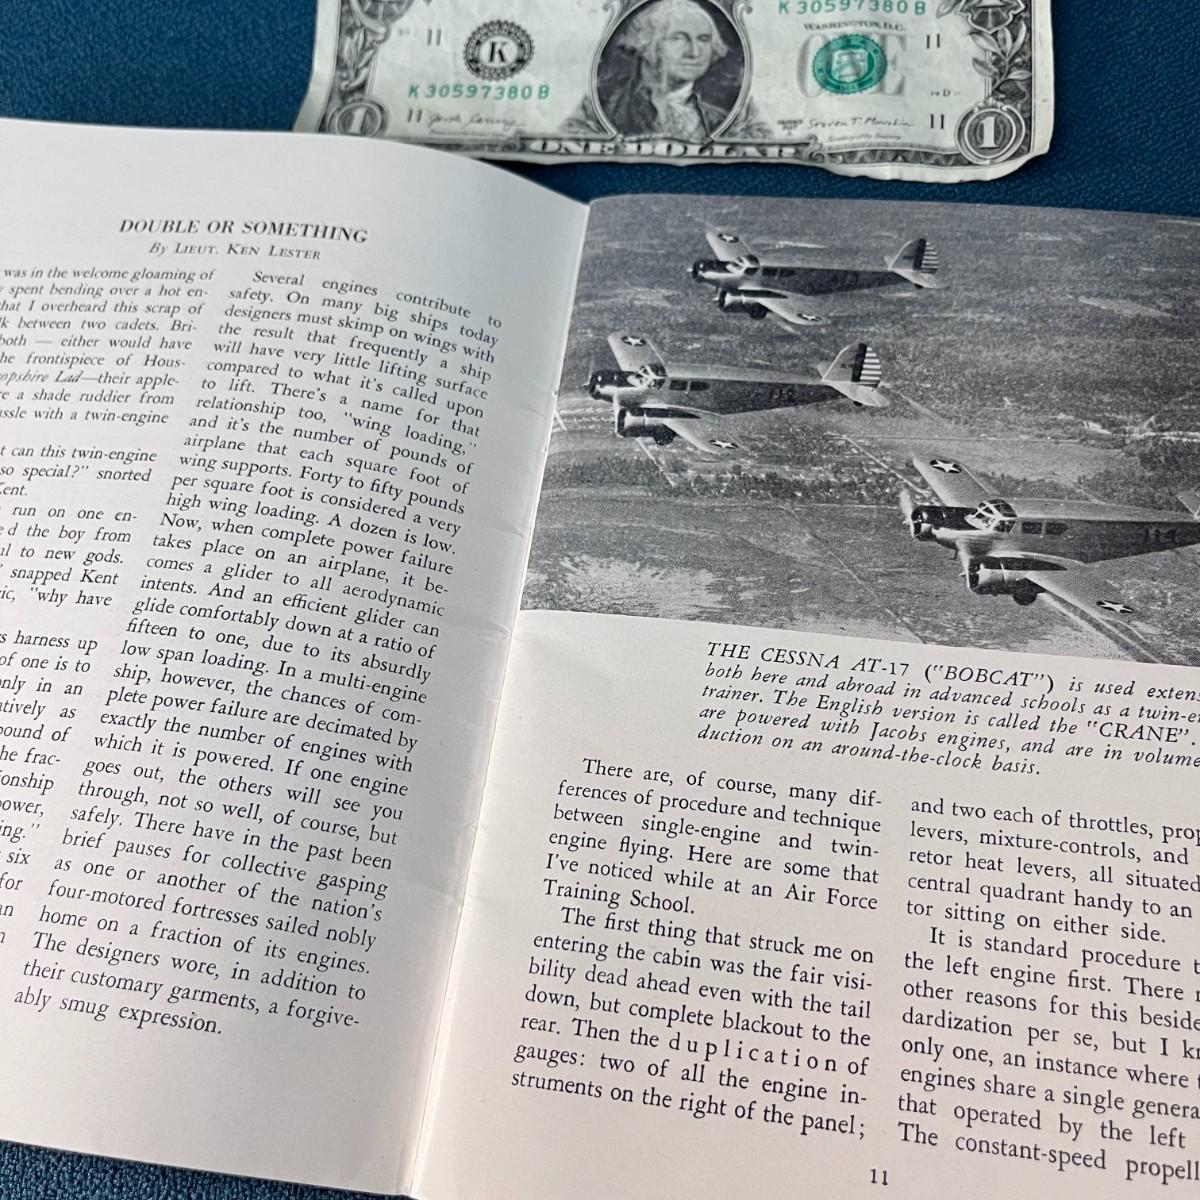 K 30597380 B
WASHINGTON, D.C.
11
K
11
K 30597380 B
11
11
1
ONE DOLLAR
1
DOUBLE OR SOMETHING
By LIEUT. KEN LESTER
was in the welcome gloaming of
spent bending over a hot en-
hat I overheard this scrap of
k between two cadets. Bri-
both — either would have
he frontispiece of Hous-
opshire Lad—their apple-
re a shade ruddier from
assle with a twin-engine
t can this twin-engine
so special?" snorted
Kent.
run on one en-
ed the boy from
ul to new gods.
" snapped Kent
ic, "why have
s harness up
of one is to
only in an
atively as
pound of
he frac-
onship
power,
ing."
six
for
an
n
Several engines contribute to
safety. On many big ships today
designers must skimp on wings with
the result that frequently a ship
will have very little lifting surface
compared to what it's called upon
to lift. There's a name for that
relationship too, "wing loading,"
and it's the number of pounds of
airplane that each square foot of
wing supports. Forty to fifty pounds
per square foot is considered a very
high wing loading. A dozen is low.
Now, when complete power failure
takes place on an airplane, it be-
comes a glider to all aerodynamic
intents. And an efficient glider can
glide comfortably down at a ratio of
fifteen to one, due to its absurdly
low span loading. In a multi-engine
ship, however, the chances of com-
plete power failure are decimated by
exactly the number of engines with
which it is powered. If one engine
goes out, the others will see you
through, not so well, of course, but
safely. There have in the past been
brief pauses for collective gasping
as one or another of the nation's
four-motored fortresses sailed nobly
home on a fraction of its engines.
The designers wore, in addition to
their customary garments, a forgive-
ably smug expression.
THE CESSNA AT-17 ("BOBCAT") is used extens
both here and abroad in advanced schools as a twin-e
trainer. The English version is called the "CRANE".
are powered with Jacobs engines, and are in volume
duction on an around-the-clock basis.
There are, of course, many dif-
ferences of procedure and technique
between single-engine and twin-
engine flying. Here are some that
I've noticed while at an Air Force
Training School.
The first thing that struck me on
entering the cabin was the fair visi-
bility dead ahead even with the tail
down, but complete blackout to the
rear. Then the duplication of
gauges: two of all the engine in-
struments on the right of the panel;
and two each of throttles, prop
levers, mixture-controls, and
retor heat levers, all situated
central quadrant handy to an
tor sitting on either side.
It is standard procedure t
the left engine first. There
other reasons for this beside
dardization per se, but I kn
only one, an instance where
engines share a single genera
that operated by the left
The constant-speed propell
11